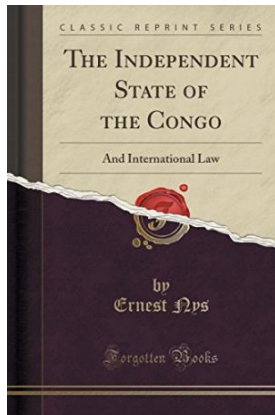 CLASSIC REPRINT SERIES
THE INDEPENDENT
STATE OF
THE CONGO
And International Law
by
Ernest Nys
Forgotten Books